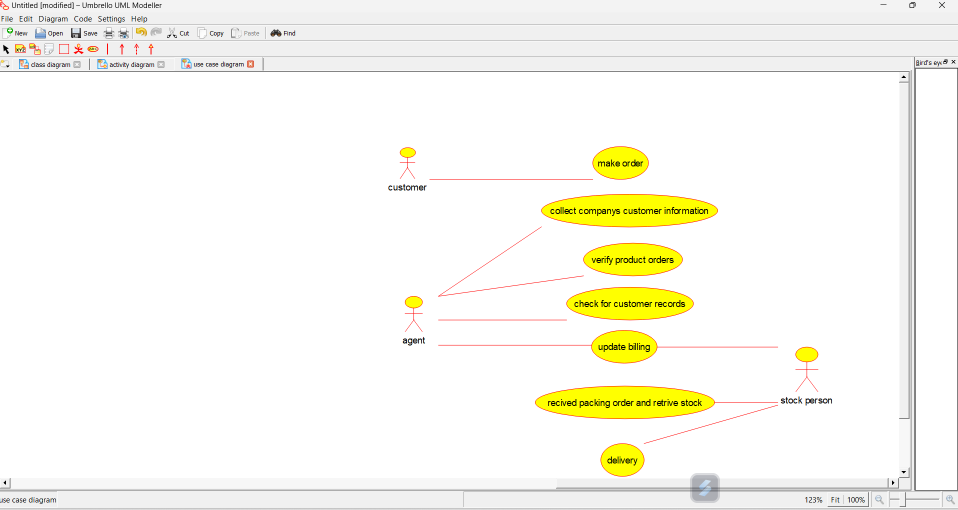 Untitled [modified] – Umbrello UML Modeller
File Edit Diagram Code Settings Help
New Open Save Cut Copy Paste Find
class diagram activity diagram use case diagram
Bird's eye
make order
customer
collect companys customer information
verify product orders
check for customer records
agent
update billing
stock person
recived packing order and retrive stock
delivery
use case diagram
123% Fit 100%